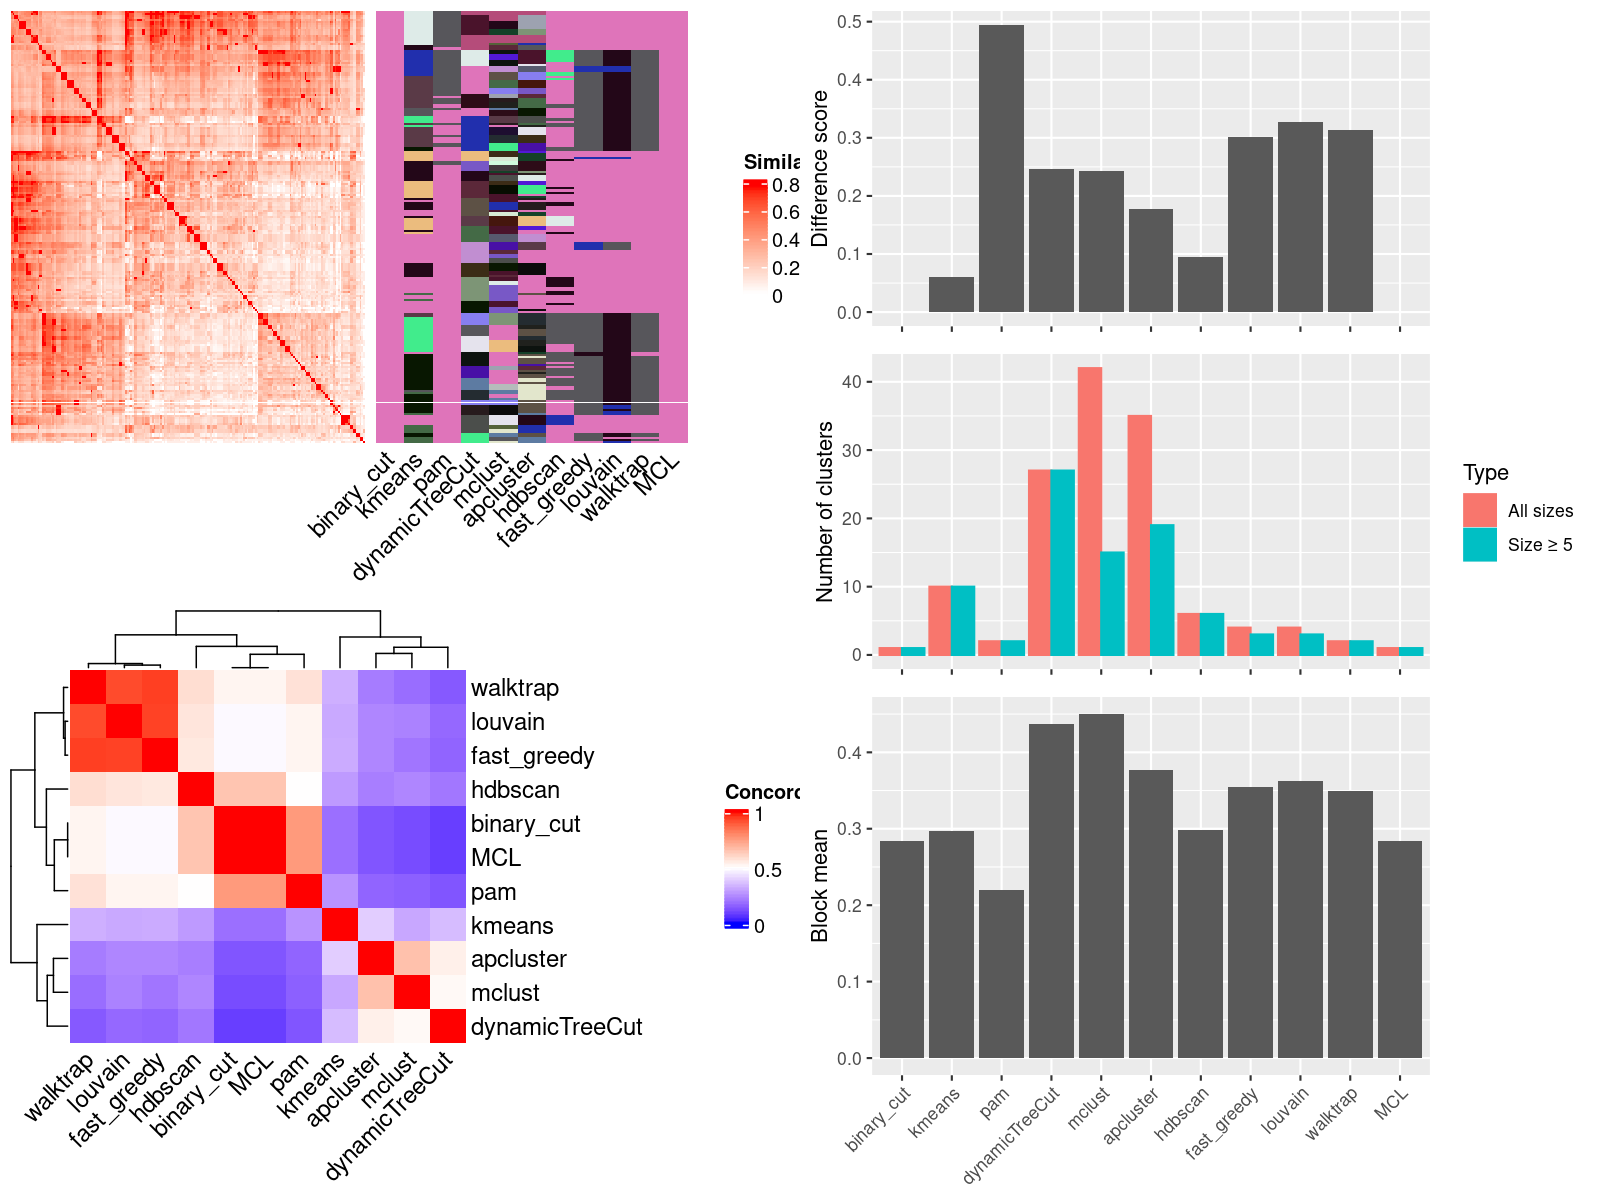 Simila
0.8
0.6
0.4
0.2
0
binary_cut
kmeans
pam
dynamicTreeCut
mclust
apcluster
hdbscan
fast_greedy
louvain
walktrap
MCL
walktrap
louvain
fast_greedy
hdbscan
binary_cut
MCL
pam
kmeans
apcluster
mclust
dynamicTreeCut
walktrap
louvain
fast_greedy
hdbscan
binary_cut
MCL
pam
kmeans
apcluster
mclust
dynamicTreeCut
Concord
1
0.5
0
Difference score
0.5
0.4
0.3
0.2
0.1
0.0
Number of clusters
40
30
20
10
0
Type
All sizes
Size ≥ 5
Block mean
0.4
0.3
0.2
0.1
0.0
binary_cut
kmeans
pam
dynamicTreeCut
mclust
apcluster
hdbscan
fast_greedy
louvain
walktrap
MCL